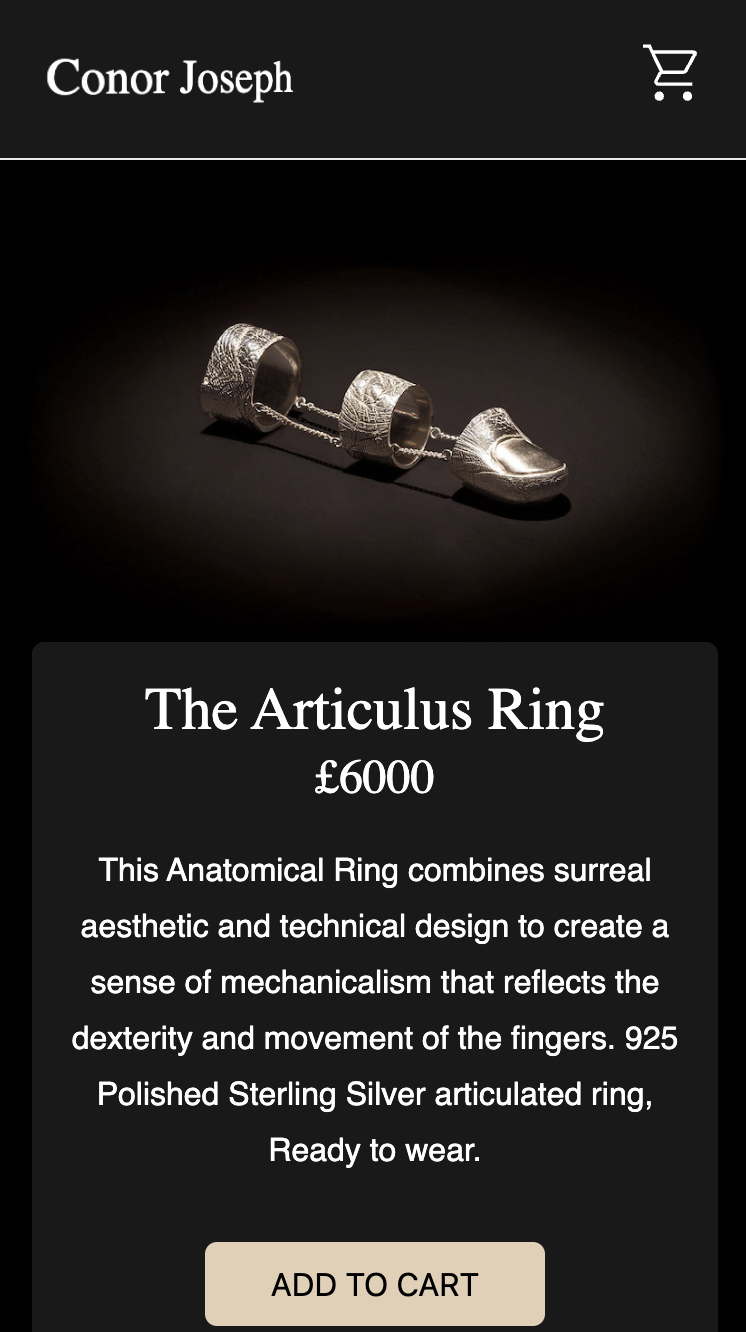 Conor Joseph
The Articulus Ring
£6000
This Anatomical Ring combines surreal
aesthetic and technical design to create a
sense of mechanicalism that reflects the
dexterity and movement of the fingers. 925
Polished Sterling Silver articulated ring,
Ready to wear.
ADD TO CART